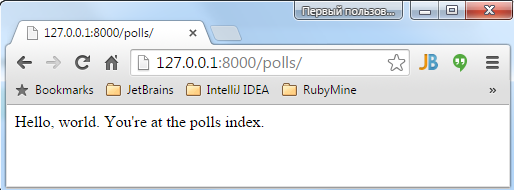 Первый пользов...
127.0.0.1:8000/polls/
127.0.0.1:8000/polls/
JB
Bookmarks JetBrains IntelliJ IDEA RubyMine »
Hello, world. You're at the polls index.